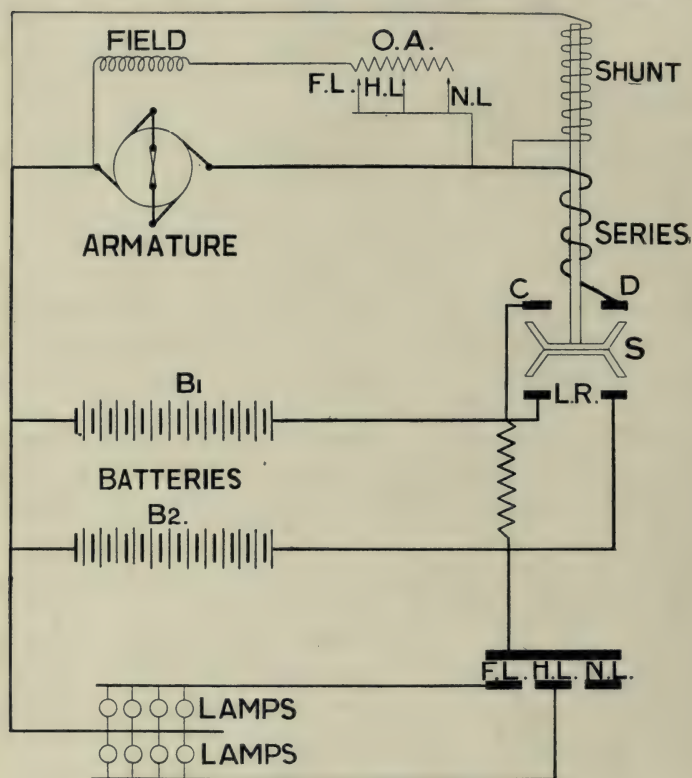 FIELD
O.A.
SHUNT
F.L. H.L N.L
ARMATURE
SERIES
C D
S
L.R.
B1
BATTERIES
B2.
F.L. H.L. N.L.
LAMPS
LAMPS